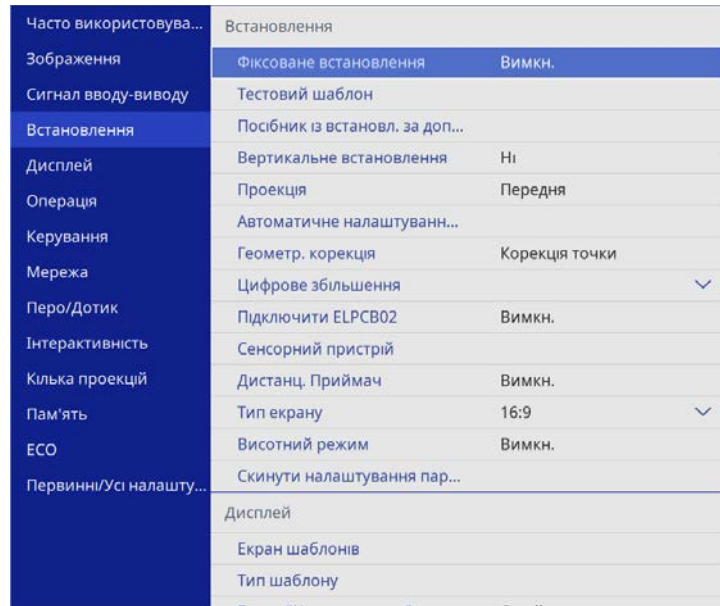 Часто використовува...
Зображення
Сигнал вводу-виводу
Встановлення
Дисплей
Операція
Керування
Мережа
Перо/Дотик
Інтерактивність
Кілька проекцій
Пам'ять
ECO
Первинні/Усі налашту...
Встановлення
Фіксоване встановлення Вимкн.
Тестовий шаблон
Посібник із встановл. за доп...
Вертикальне встановлення Ні
Проекція Передня
Автоматичне налаштуванн...
Геометр. корекція Корекція точки
Цифрове збільшення
Підключити ELPCB02 Вимкн.
Сенсорний пристрій
Дистанц. Приймач Вимкн.
Тип екрану 16:9
Висотний режим Вимкн.
Скинути налаштування пар...
Дисплей
Екран шаблонів
Тип шаблону